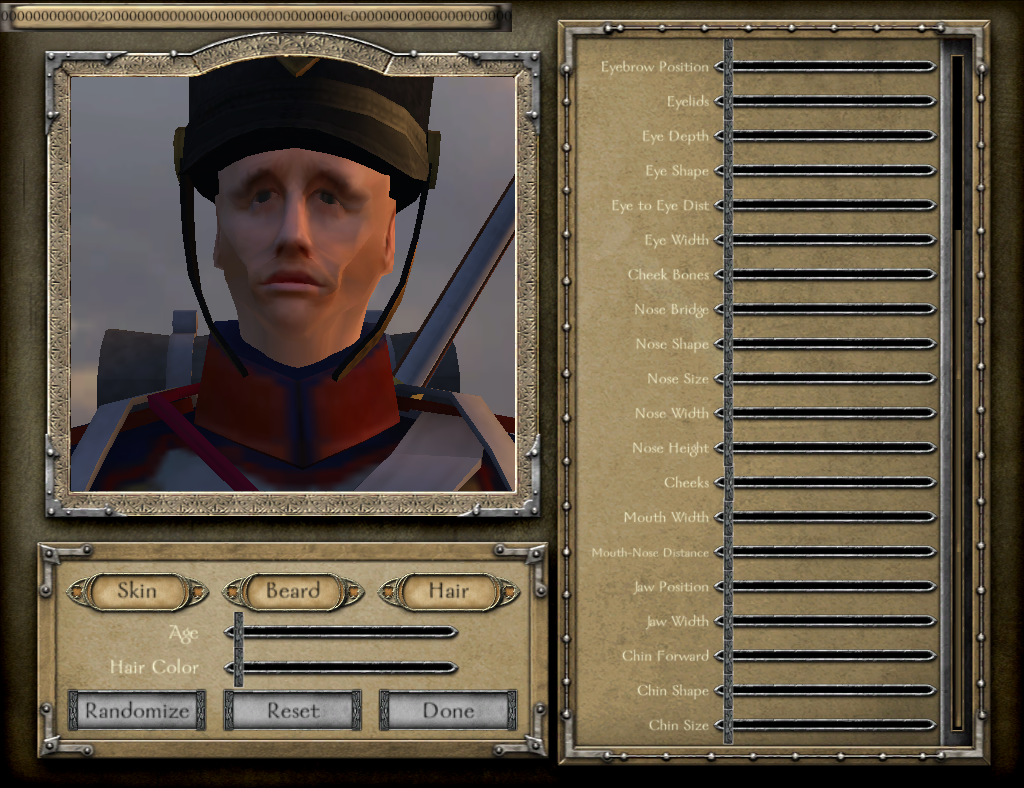 Eyebrow Position
Eyelids
Eye Depth
Eye Shape
Eye to Eye Dist
Eye Width
Cheek Bones
Nose Bridge
Nose Shape
Nose Size
Nose Width
Nose Height
Cheeks
Mouth Width
Mouth-Nose Distance
Jaw Position
Jaw Width
Chin Forward
Chin Shape
Chin Size
Skin Beard Hair
Age
Hair Color
Randomize Reset Done